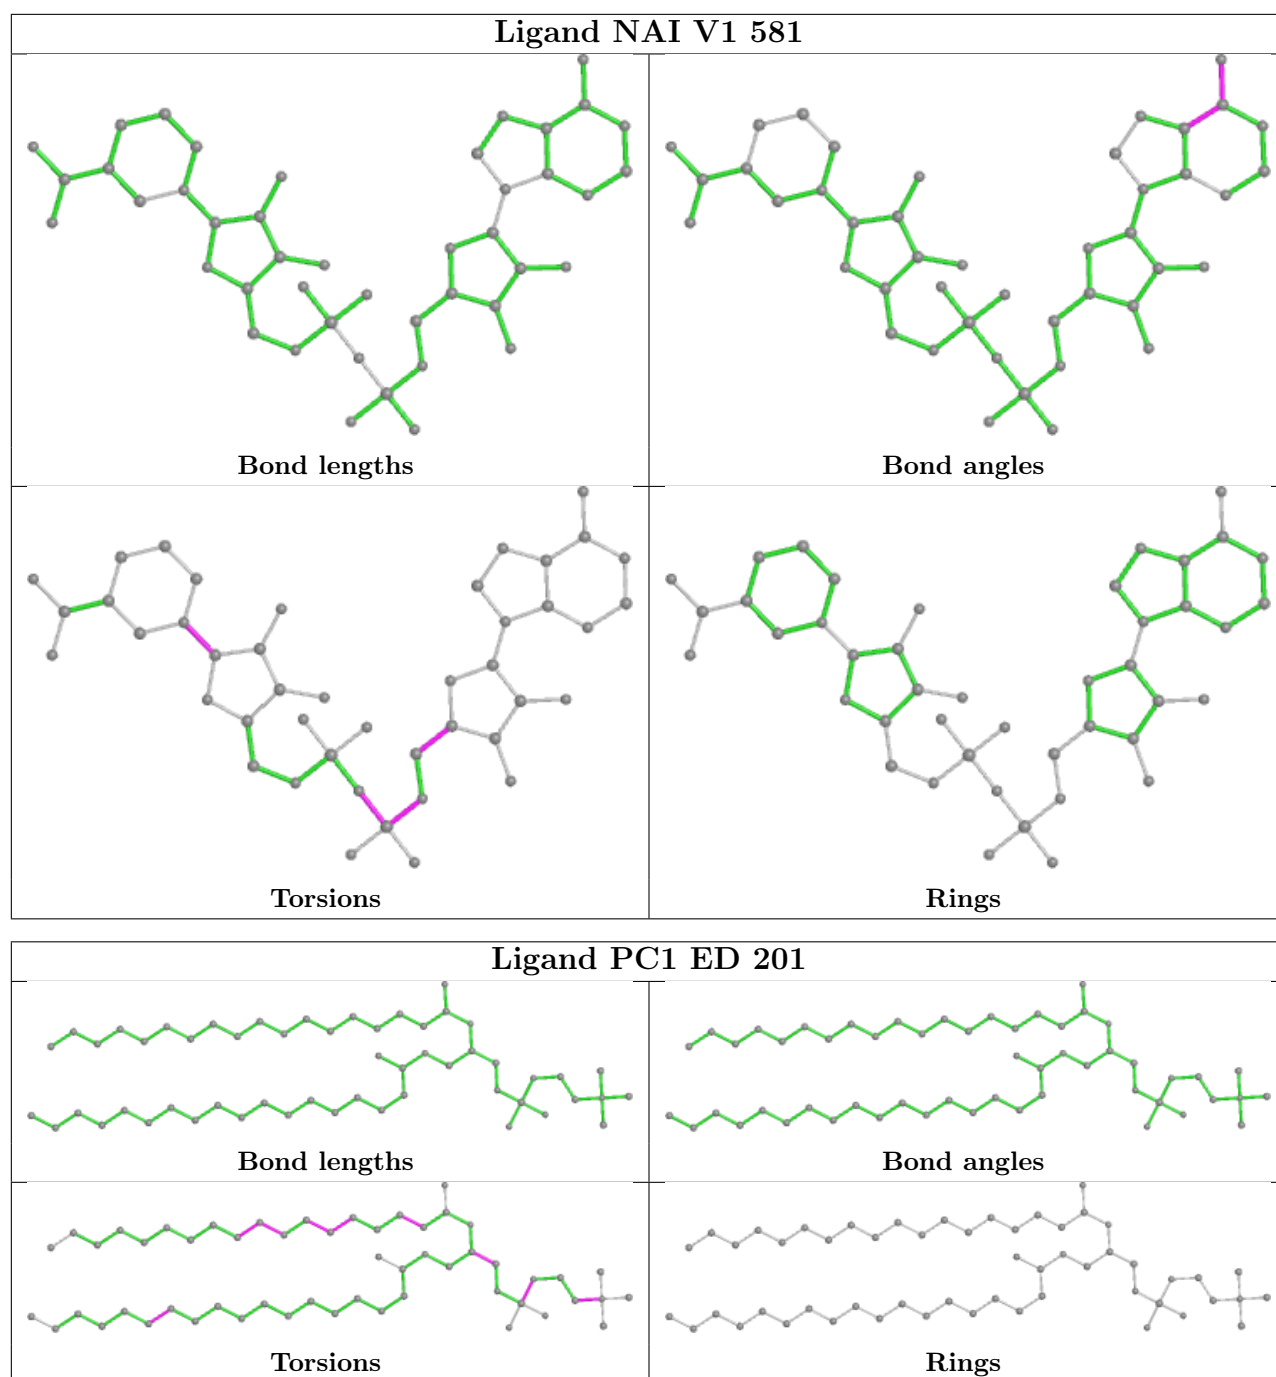 Ligand NAI V1 581
Bond lengths
Bond angles
Torsions
Rings
Ligand PC1 ED 201
Bond lengths
Bond angles
Torsions
Rings